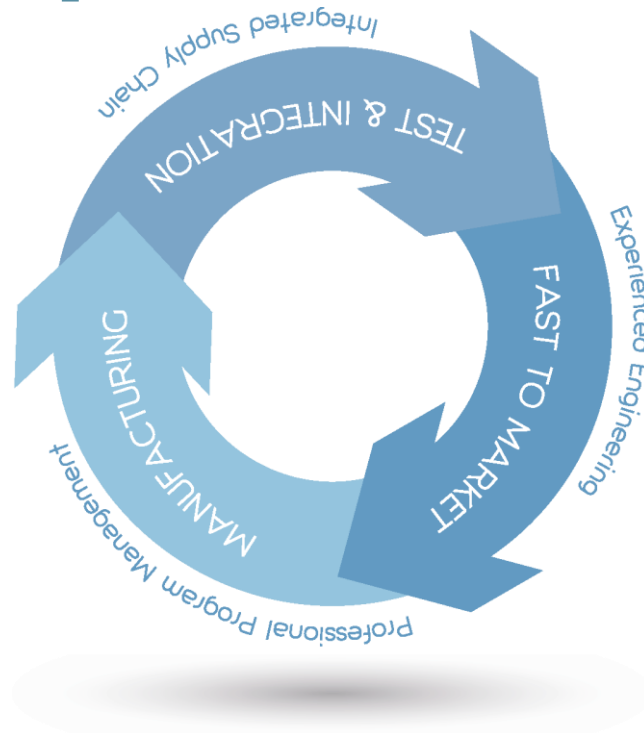 Integrated Supply Chain
TEST & INTEGRATION
Experienced Engineering
FAST TO MARKET
MANUFACTURING
Professional Program Management